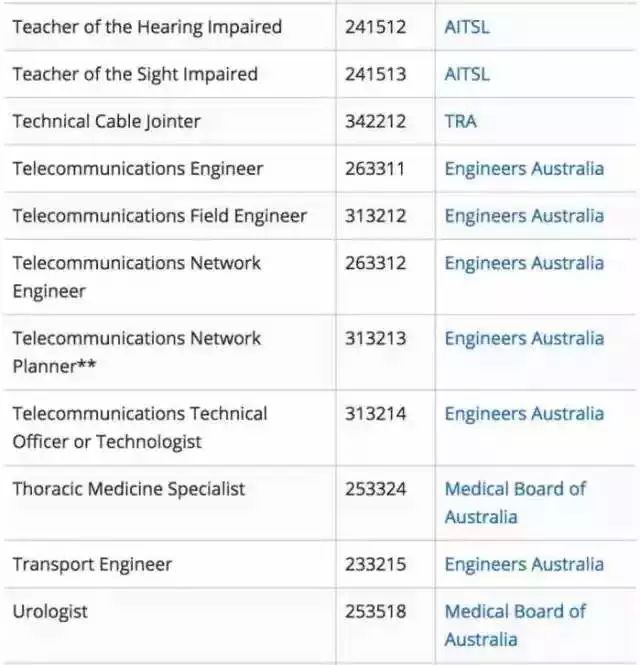 Teacher of the Hearing Impaired 241512 AITSL
Teacher of the Sight Impaired 241513 AITSL
Technical Cable Jointer 342212 TRA
Telecommunications Engineer 263311 Engineers Australia
Telecommunications Field Engineer 313212 Engineers Australia
Telecommunications Network 263312 Engineers Australia
Engineer
Telecommunications Network 313213 Engineers Australia
Planner**
Telecommunications Technical 313214 Engineers Australia
Officer or Technologist
Thoracic Medicine Specialist 253324 Medical Board of
Australia
Transport Engineer 233215 Engineers Australia
Urologist 253518 Medical Board of
Australia